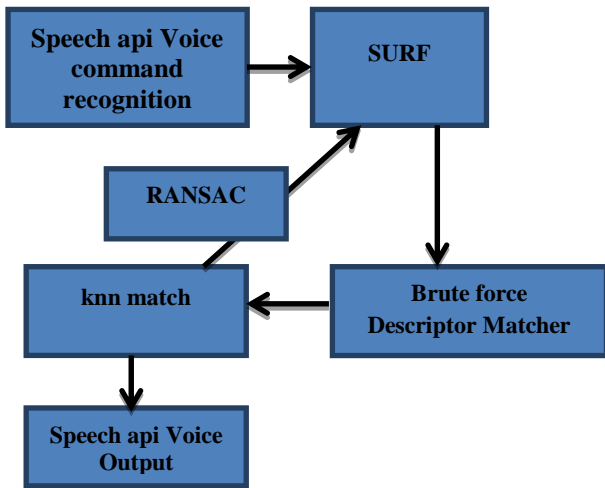 Speech api Voice
command
recognition
SURF
RANSAC
knn match
Brute force
Descriptor Matcher
Speech api Voice
Output